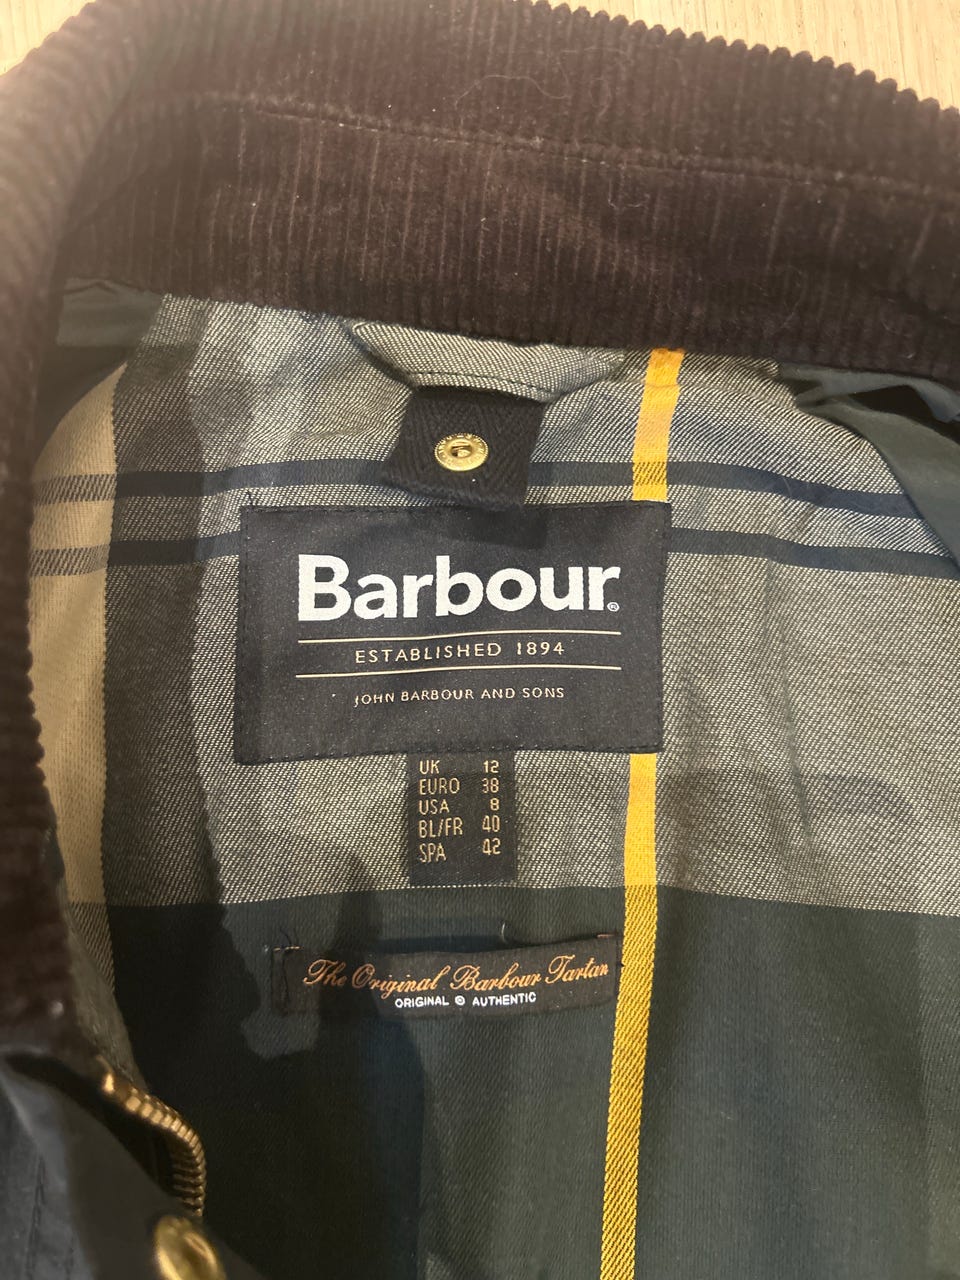 Barbour®
ESTABLISHED 1894
JOHN BARBOUR AND SONS
UK 12
EURO 38
USA 8
BL/FR 40
SPA 42
The Original Barbour Tartan
ORIGINAL © AUTHENTIC